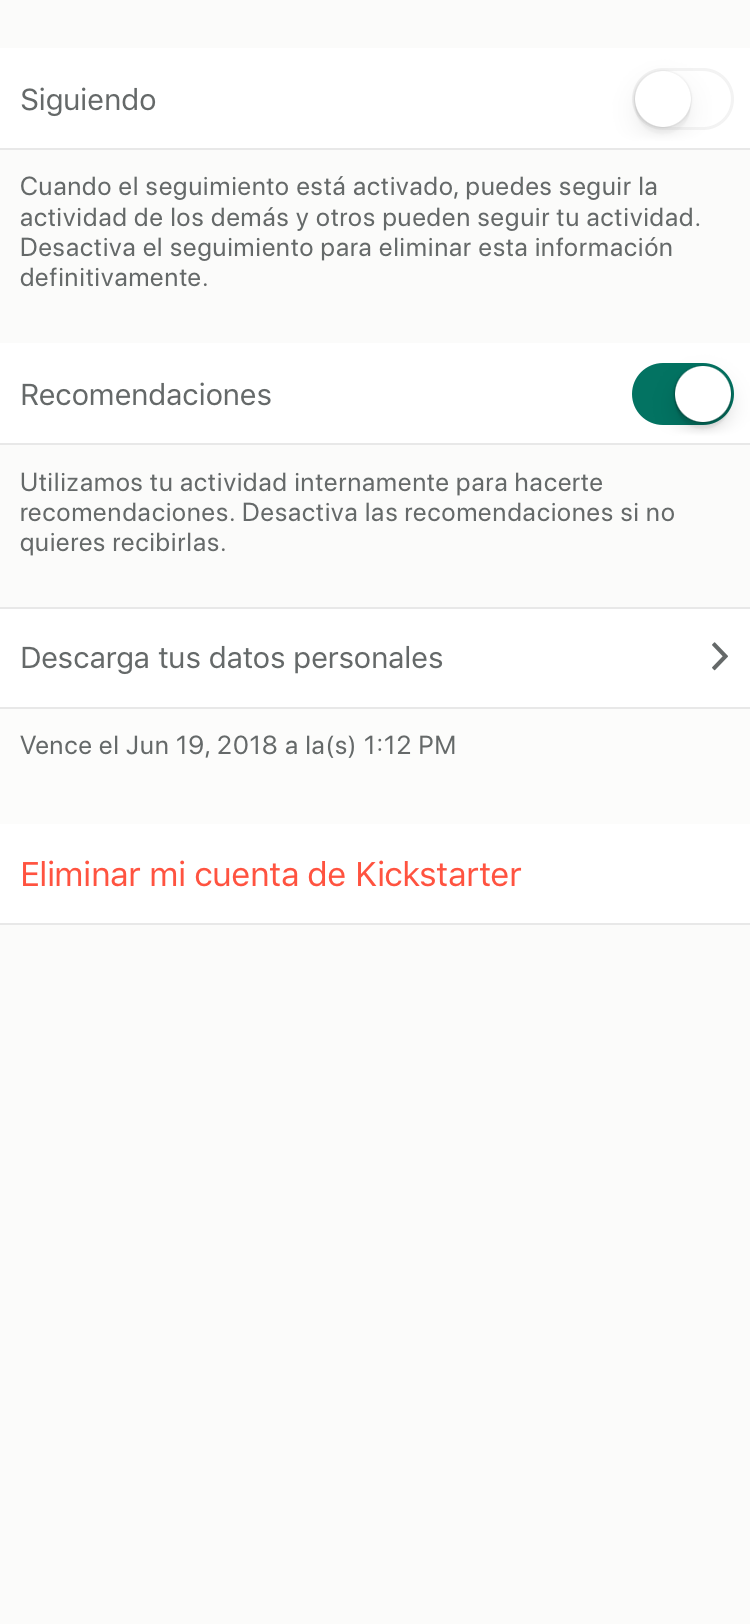 Siguiendo
Cuando el seguimiento está activado, puedes seguir la
actividad de los demás y otros pueden seguir tu actividad.
Desactiva el seguimiento para eliminar esta información
definitivamente.
Recomendaciones
Utilizamos tu actividad internamente para hacerte
recomendaciones. Desactiva las recomendaciones si no
quieres recibirlas.
Descarga tus datos personales
Vence el Jun 19, 2018 a la(s) 1:12 PM
Eliminar mi cuenta de Kickstarter